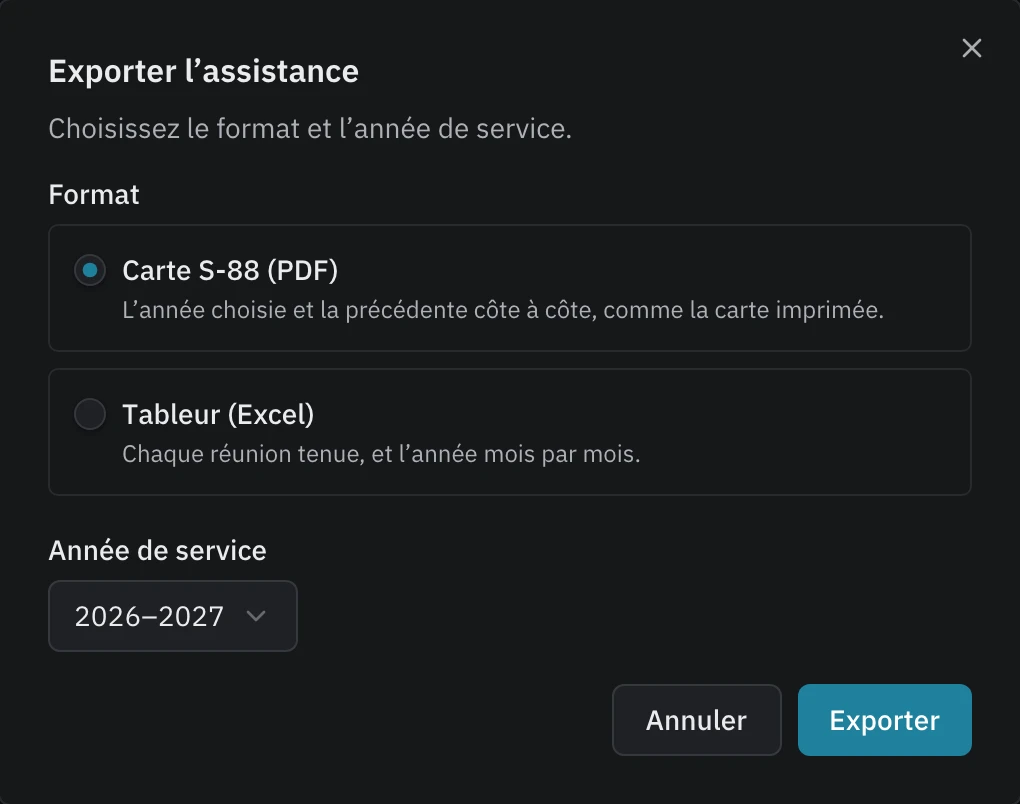 Exporter l’assistance
Choisissez le format et l’année de service.
Format
Carte S-88 (PDF)
L’année choisie et la précédente côte à côte, comme la carte imprimée.
Tableur (Excel)
Chaque réunion tenue, et l’année mois par mois.
Année de service
2026–2027
Annuler
Exporter